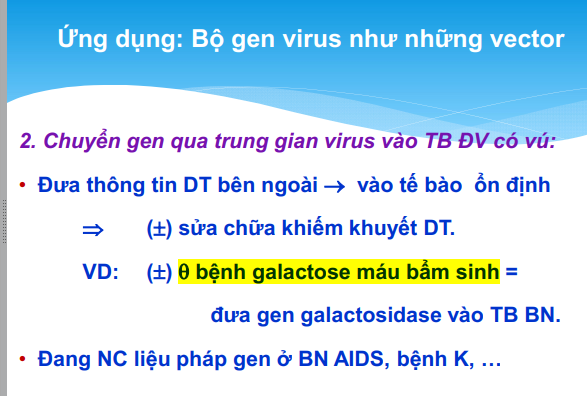 Ứng dụng: Bộ gen virus như những vector
2. Chuyển gen qua trung gian virus vào TB ĐV có vú:
• Đưa thông tin DT bên ngoài → vào tế bào ổn định
⇒ (±) sửa chữa khiếm khuyết DT.
VD: (±) θ bệnh galactose máu bẩm sinh =
đưa gen galactosidase vào TB BN.
• Đang NC liệu pháp gen ở BN AIDS, bệnh K, …